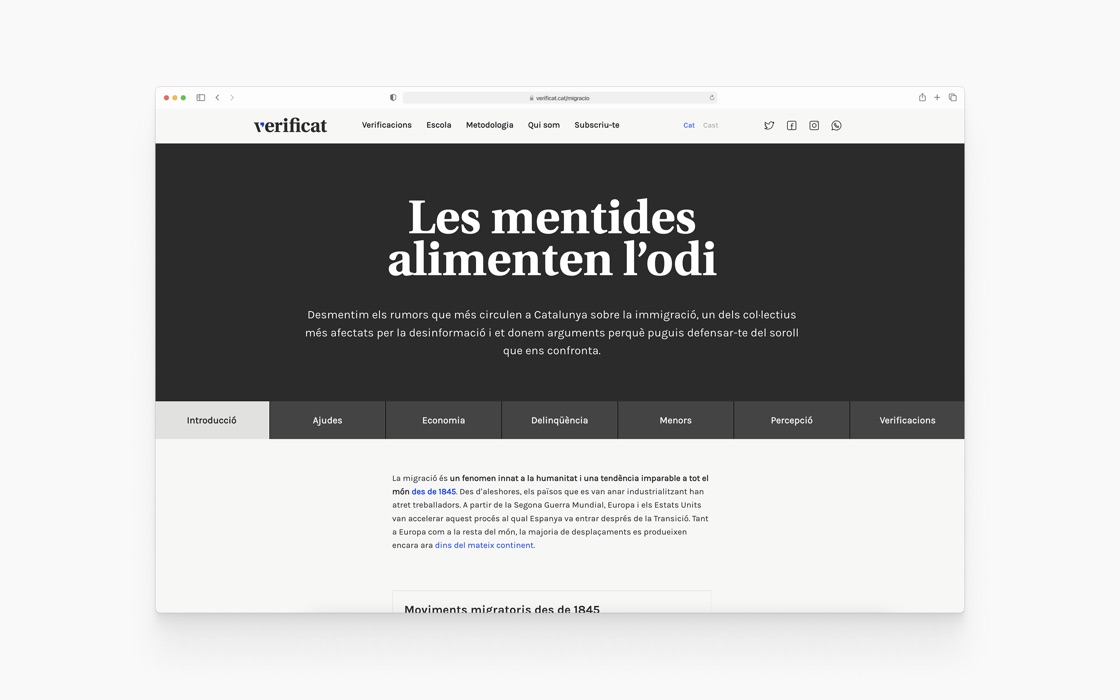 verificat.cat/migracio
verificat
Verificacions Escola Metodologia Qui som Subscriu-te Cat Cast
Les mentides
alimenten l’odi
Desmentim els rumors que més circulen a Catalunya sobre la immigració, un dels col·lectius
més afectats per la desinformació i et donem arguments perquè puguis defensar-te del soroll
que ens confronta.
Introducció Ajudes Economia Delinqüència Menors Percepció Verificacions
La migració és un fenomen innat a la humanitat i una tendència imparable a tot el
món des de 1845. Des d'aleshores, els països que es van anar industrialitzant han
atret treballadors. A partir de la Segona Guerra Mundial, Europa i els Estats Units
van accelerar aquest procés al qual Espanya va entrar després de la Transició. Tant
a Europa com a la resta del món, la majoria de desplaçaments es produeixen
encara ara dins del mateix continent.
Moviments migratoris des de 1845